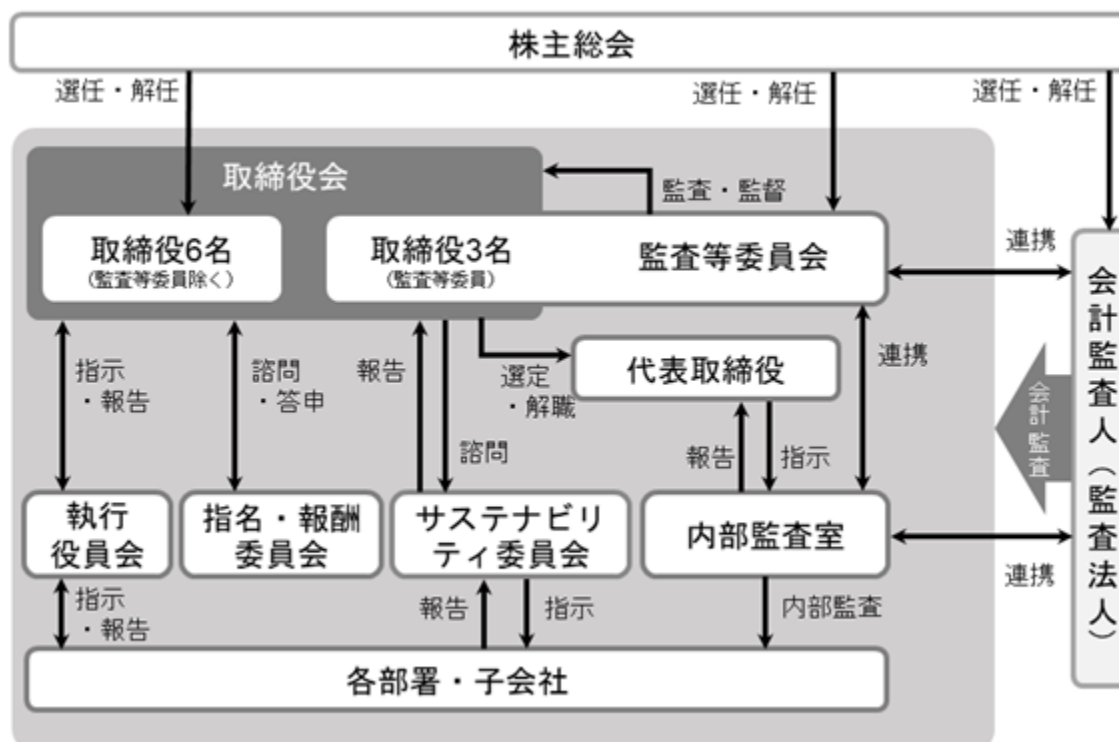 株主総会
選任・解任
選任・解任
選任・解任
取締役会
監査・監督
取締役6名
(監査等委員除く)
取締役3名
(監査等委員)
監査等委員会
連携
会計監査人(監査法人)
会計監査
指示
・報告
諮問
・答申
報告
諮問
選定
・解職
代表取締役
連携
報告
指示
執行
役員会
指名・報酬
委員会
サステナビリ
ティ委員会
内部監査室
連携
指示
・報告
報告
指示
内部監査
各部署・子会社